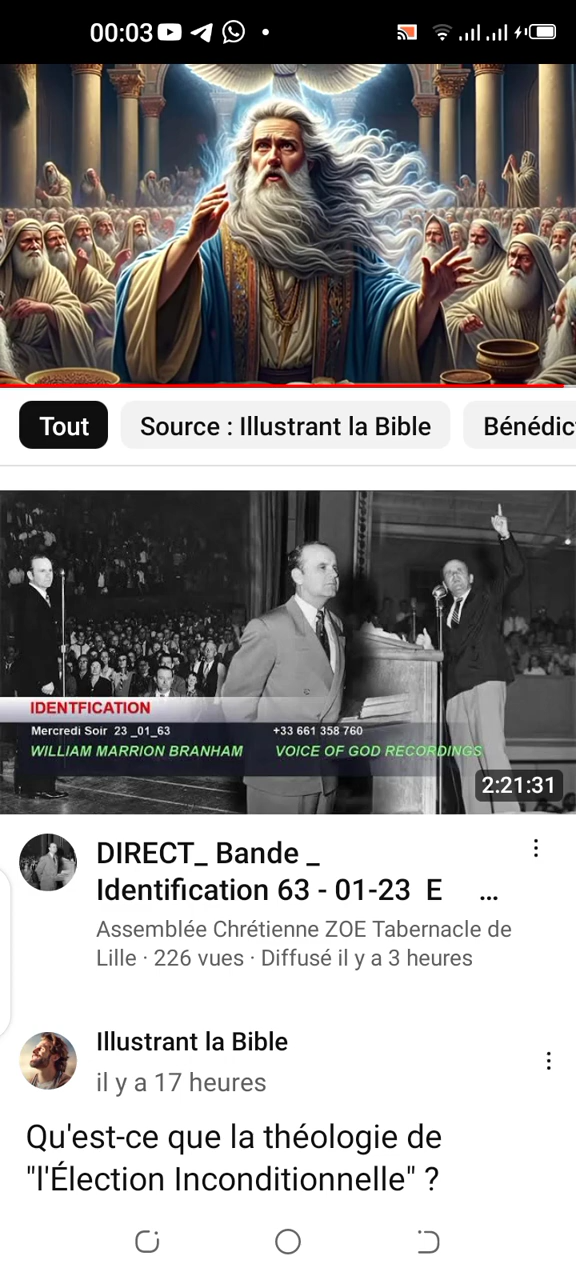 00:03
Tout
Source : Illustrant la Bible
Bénédic
IDENTFICATION
Mercredi Soir 23 _01_63
+33 661 358 760
WILLIAM MARRION BRANHAM
VOICE OF GOD RECORDINGS
2:21:31
DIRECT_ Bande _
Identification 63 - 01-23 E ...
Assemblée Chrétienne ZOE Tabernacle de
Lille · 226 vues · Diffusé il y a 3 heures
Illustrant la Bible
il y a 17 heures
Qu'est-ce que la théologie de
"l'Élection Inconditionnelle" ?